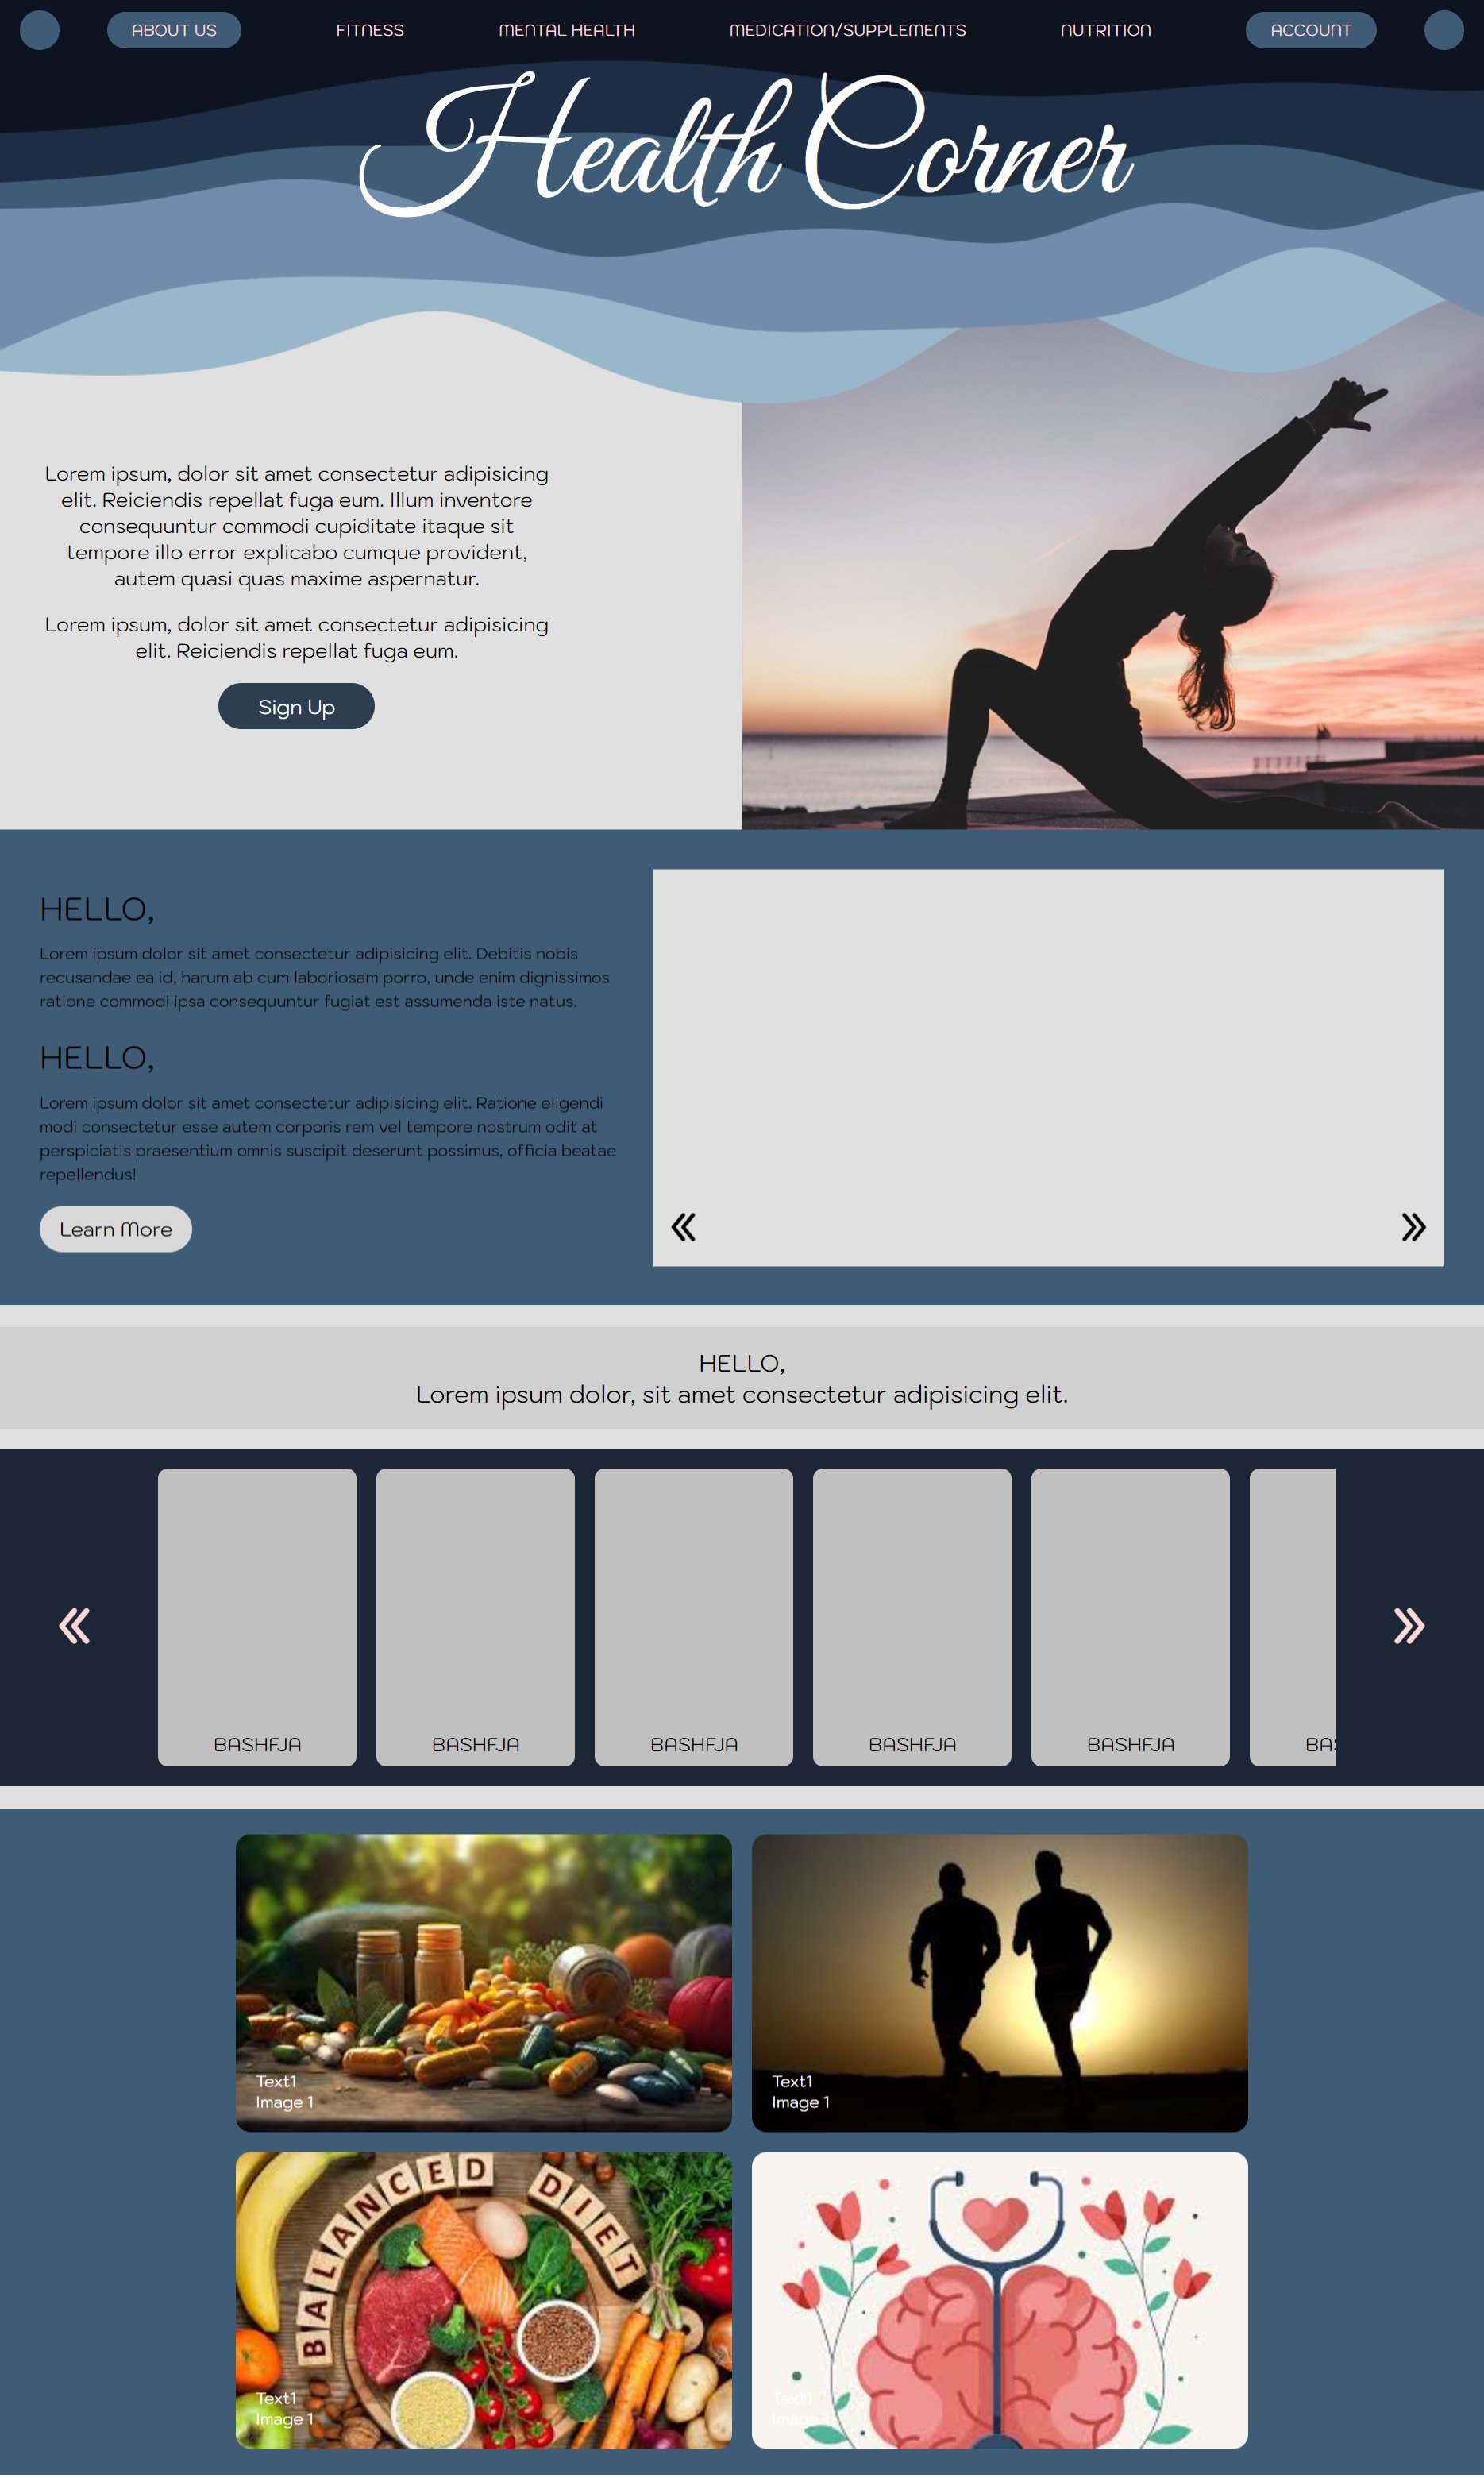 ABOUT US
FITNESS
MENTAL HEALTH
MEDICATION/SUPPLEMENTS
NUTRITION
ACCOUNT
Health Corner
Lorem ipsum, dolor sit amet consectetur adipisicing
elit. Reiciendis repellat fuga eum. Illum inventore
consequuntur commodi cupiditate itaque sit
tempore illo error explicabo cumque provident,
autem quasi quas maxime aspernatur.
Lorem ipsum, dolor sit amet consectetur adipisicing
elit. Reiciendis repellat fuga eum.
Sign Up
HELLO,
Lorem ipsum dolor sit amet consectetur adipisicing elit. Debitis nobis
recusandae ea id, harum ab cum laboriosam porro, unde enim dignissimos
ratione commodi ipsa consequuntur fugiat est assumenda iste natus.
HELLO,
Lorem ipsum dolor sit amet consectetur adipisicing elit. Ratione eligendi
modi consectetur esse autem corporis rem vel tempore nostrum odit at
perspiciatis praesentium omnis suscipit deserunt possimus, officia beatae
repellendus!
Learn More
HELLO,
Lorem ipsum dolor, sit amet consectetur adipisicing elit.
BASHFJA
BASHFJA
BASHFJA
BASHFJA
BASHFJA
Text1
Image 1
Text1
Image 1
BALANCED DIET
Text1
Image 1
Text1
Image 1